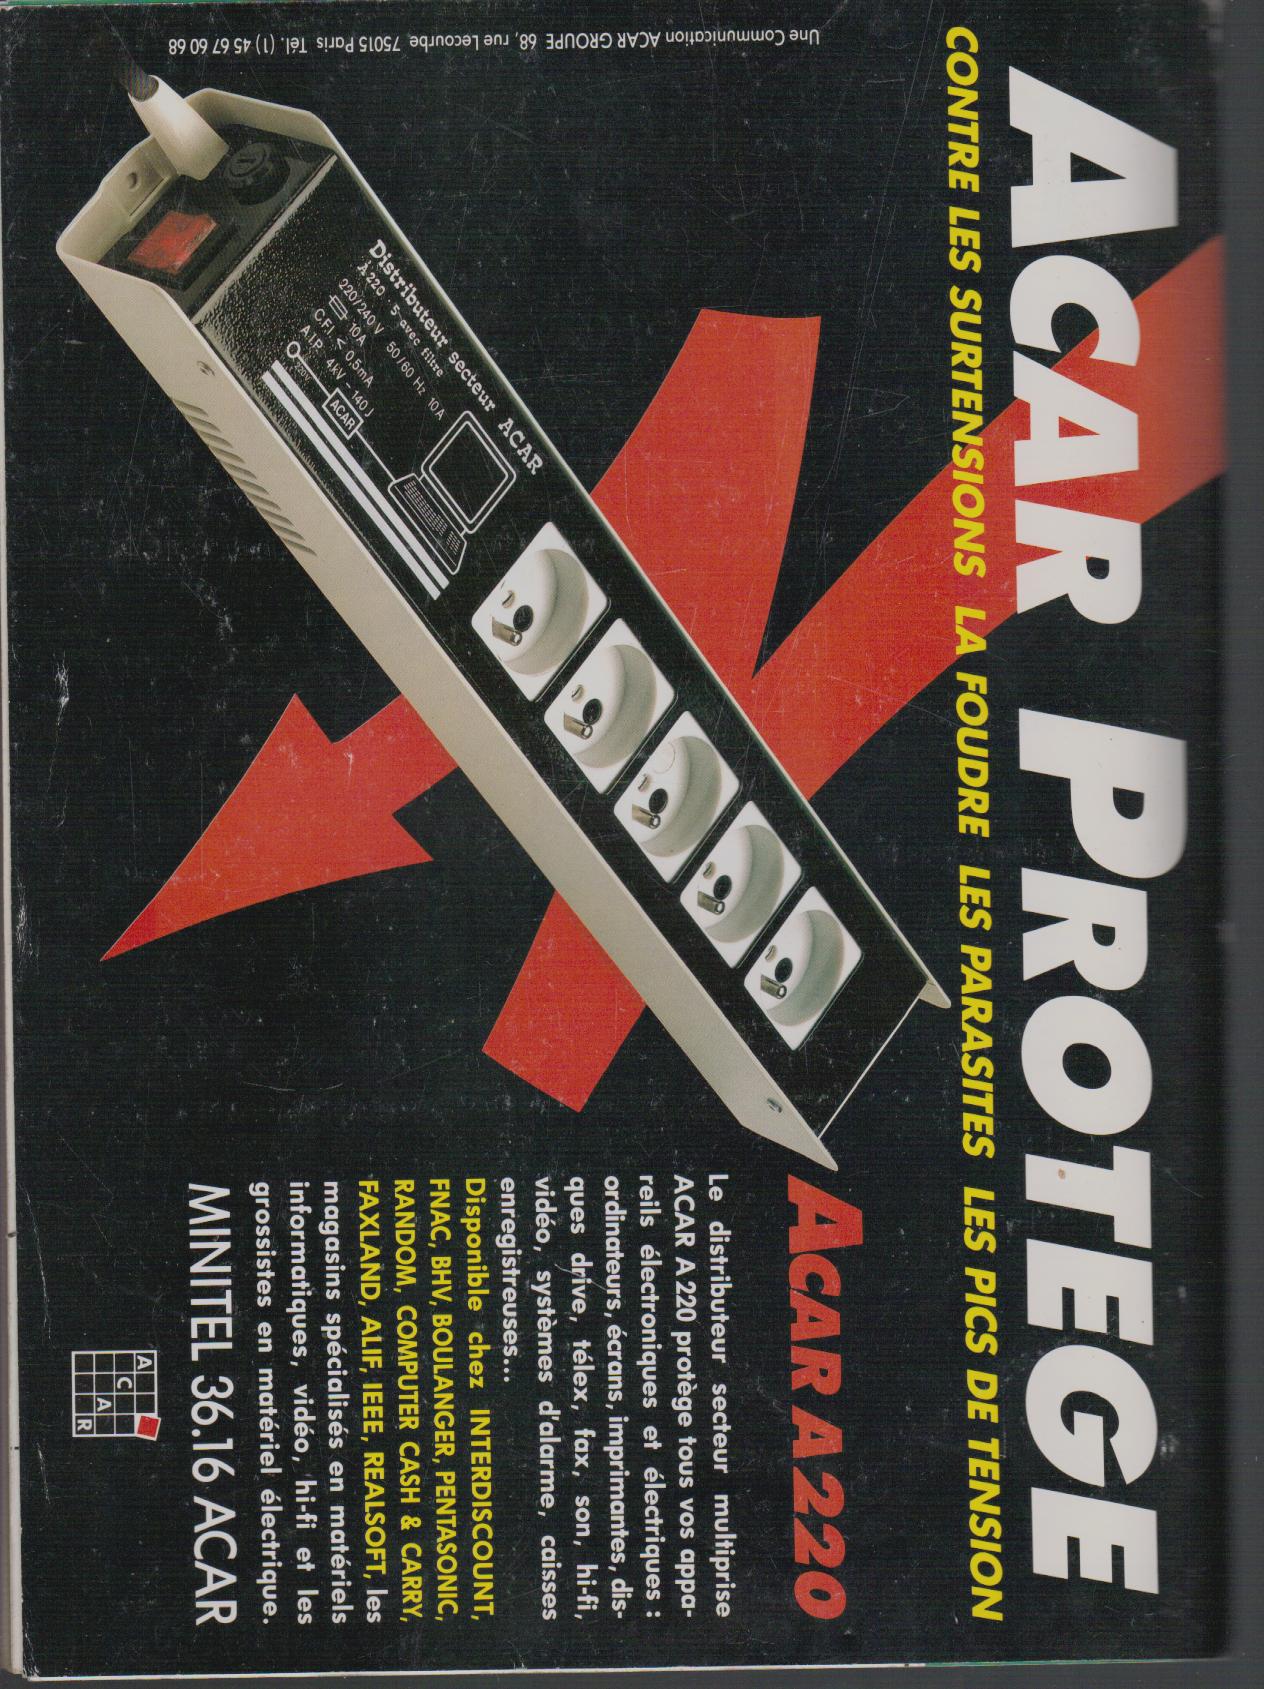 ACAR PROTEGE
CONTRE LES SURTENSIONS LA FOUDRE LES PARASITES LES PICS DE TENSION
Distributeur secteur ACAR
A220 5 avec filtre
220/240V 50/60 Hz 10A
10A
C.F.I. < 0,5mA
A.I.P. 4kV - 140J
ACAR
220V
ACAR A220
Le distributeur secteur multiprise
ACAR A 220 protège tous vos appa-
reils électroniques et électriques :
ordinateurs, écrans, imprimantes, dis-
ques drive, télex, fax, son, hi-fi,
vidéo, systèmes d'alarme, caisses
enregistreuses...
Disponible chez INTERDISCOUNT,
FNAC, BHV, BOULANGER, PENTASONIC,
RANDOM, COMPUTER CASH & CARRY,
FAXLAND, ALIF, IEEE, REALSOFT, les
magasins spécialisés en matériels
informatiques, vidéo, hi-fi et les
grossistes en matériel électrique.
MINITEL 36.16 ACAR
A
C
A
R
Une Communication ACAR GROUPE 68, rue Lecourbe 75015 Paris Tél. (1) 45 67 60 68